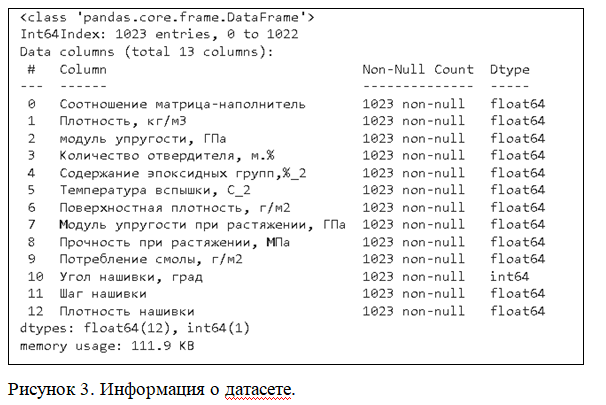 <class 'pandas.core.frame.DataFrame'>
Int64Index: 1023 entries, 0 to 1022
Data columns (total 13 columns):
 #   Column                                Non-Null Count  Dtype
---  ------                                --------------  -----
 0   Соотношение матрица-наполнитель       1023 non-null   float64
 1   Плотность, кг/м3                      1023 non-null   float64
 2   модуль упругости, ГПа                 1023 non-null   float64
 3   Количество отвердителя, м.%           1023 non-null   float64
 4   Содержание эпоксидных групп,%_2       1023 non-null   float64
 5   Температура вспышки, С_2              1023 non-null   float64
 6   Поверхностная плотность, г/м2         1023 non-null   float64
 7   Модуль упругости при растяжении, ГПа  1023 non-null   float64
 8   Прочность при растяжении, МПа         1023 non-null   float64
 9   Потребление смолы, г/м2               1023 non-null   float64
 10  Угол нашивки, град                    1023 non-null   int64
 11  Шаг нашивки                           1023 non-null   float64
 12  Плотность нашивки                     1023 non-null   float64
dtypes: float64(12), int64(1)
memory usage: 111.9 KB
Рисунок 3. Информация о датасете.